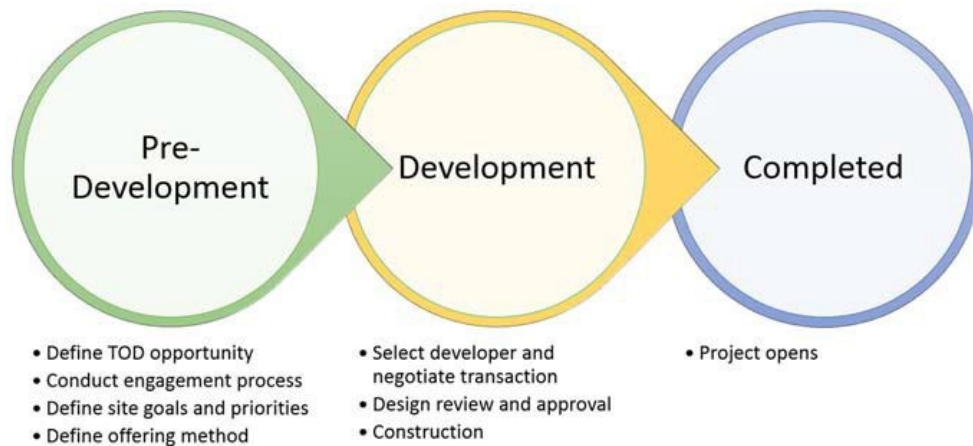 Pre-
Development
Development
Completed
• Define TOD opportunity
• Conduct engagement process
• Define site goals and priorities
• Define offering method
• Select developer and
negotiate transaction
• Design review and approval
• Construction
• Project opens